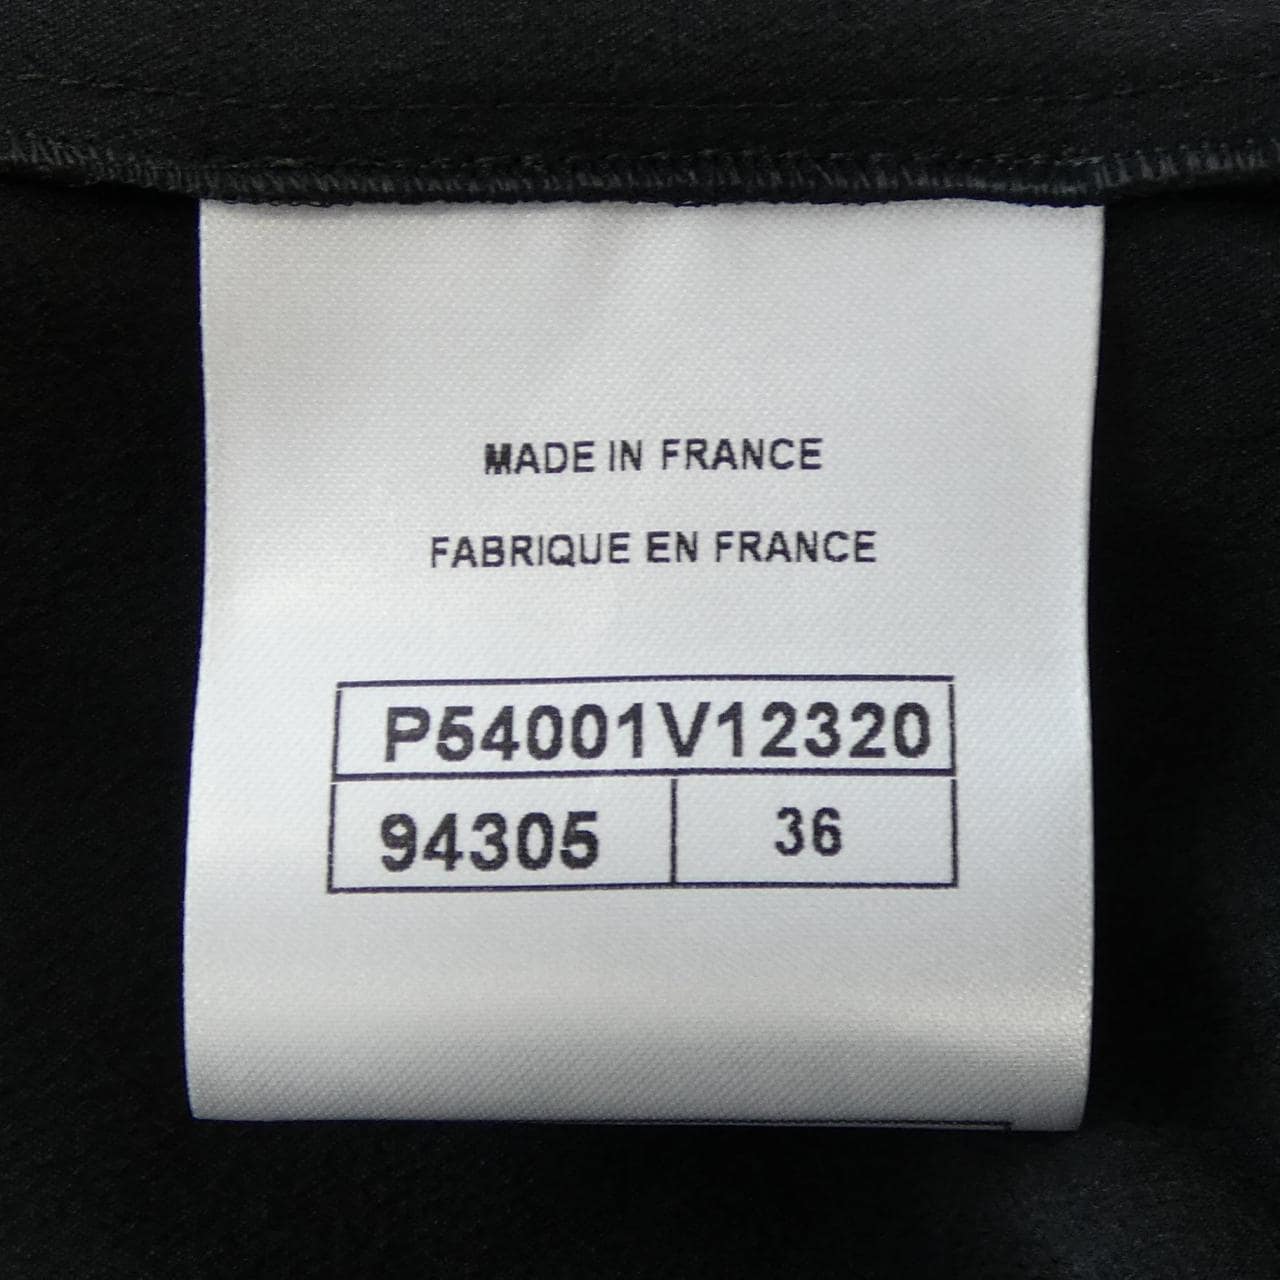 MADE IN FRANCE
FABRIQUE EN FRANCE
P54001V12320
94305 36